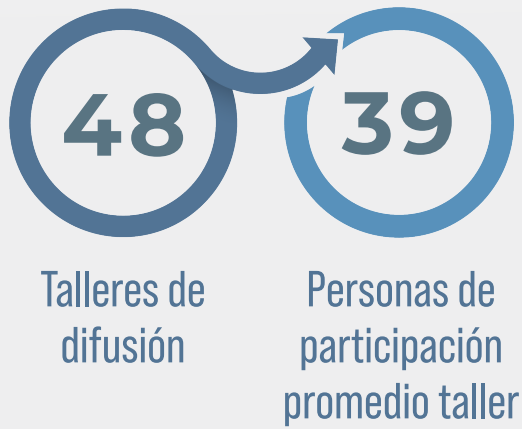 48
Talleres de
difusión
39
Personas de
participación
promedio taller